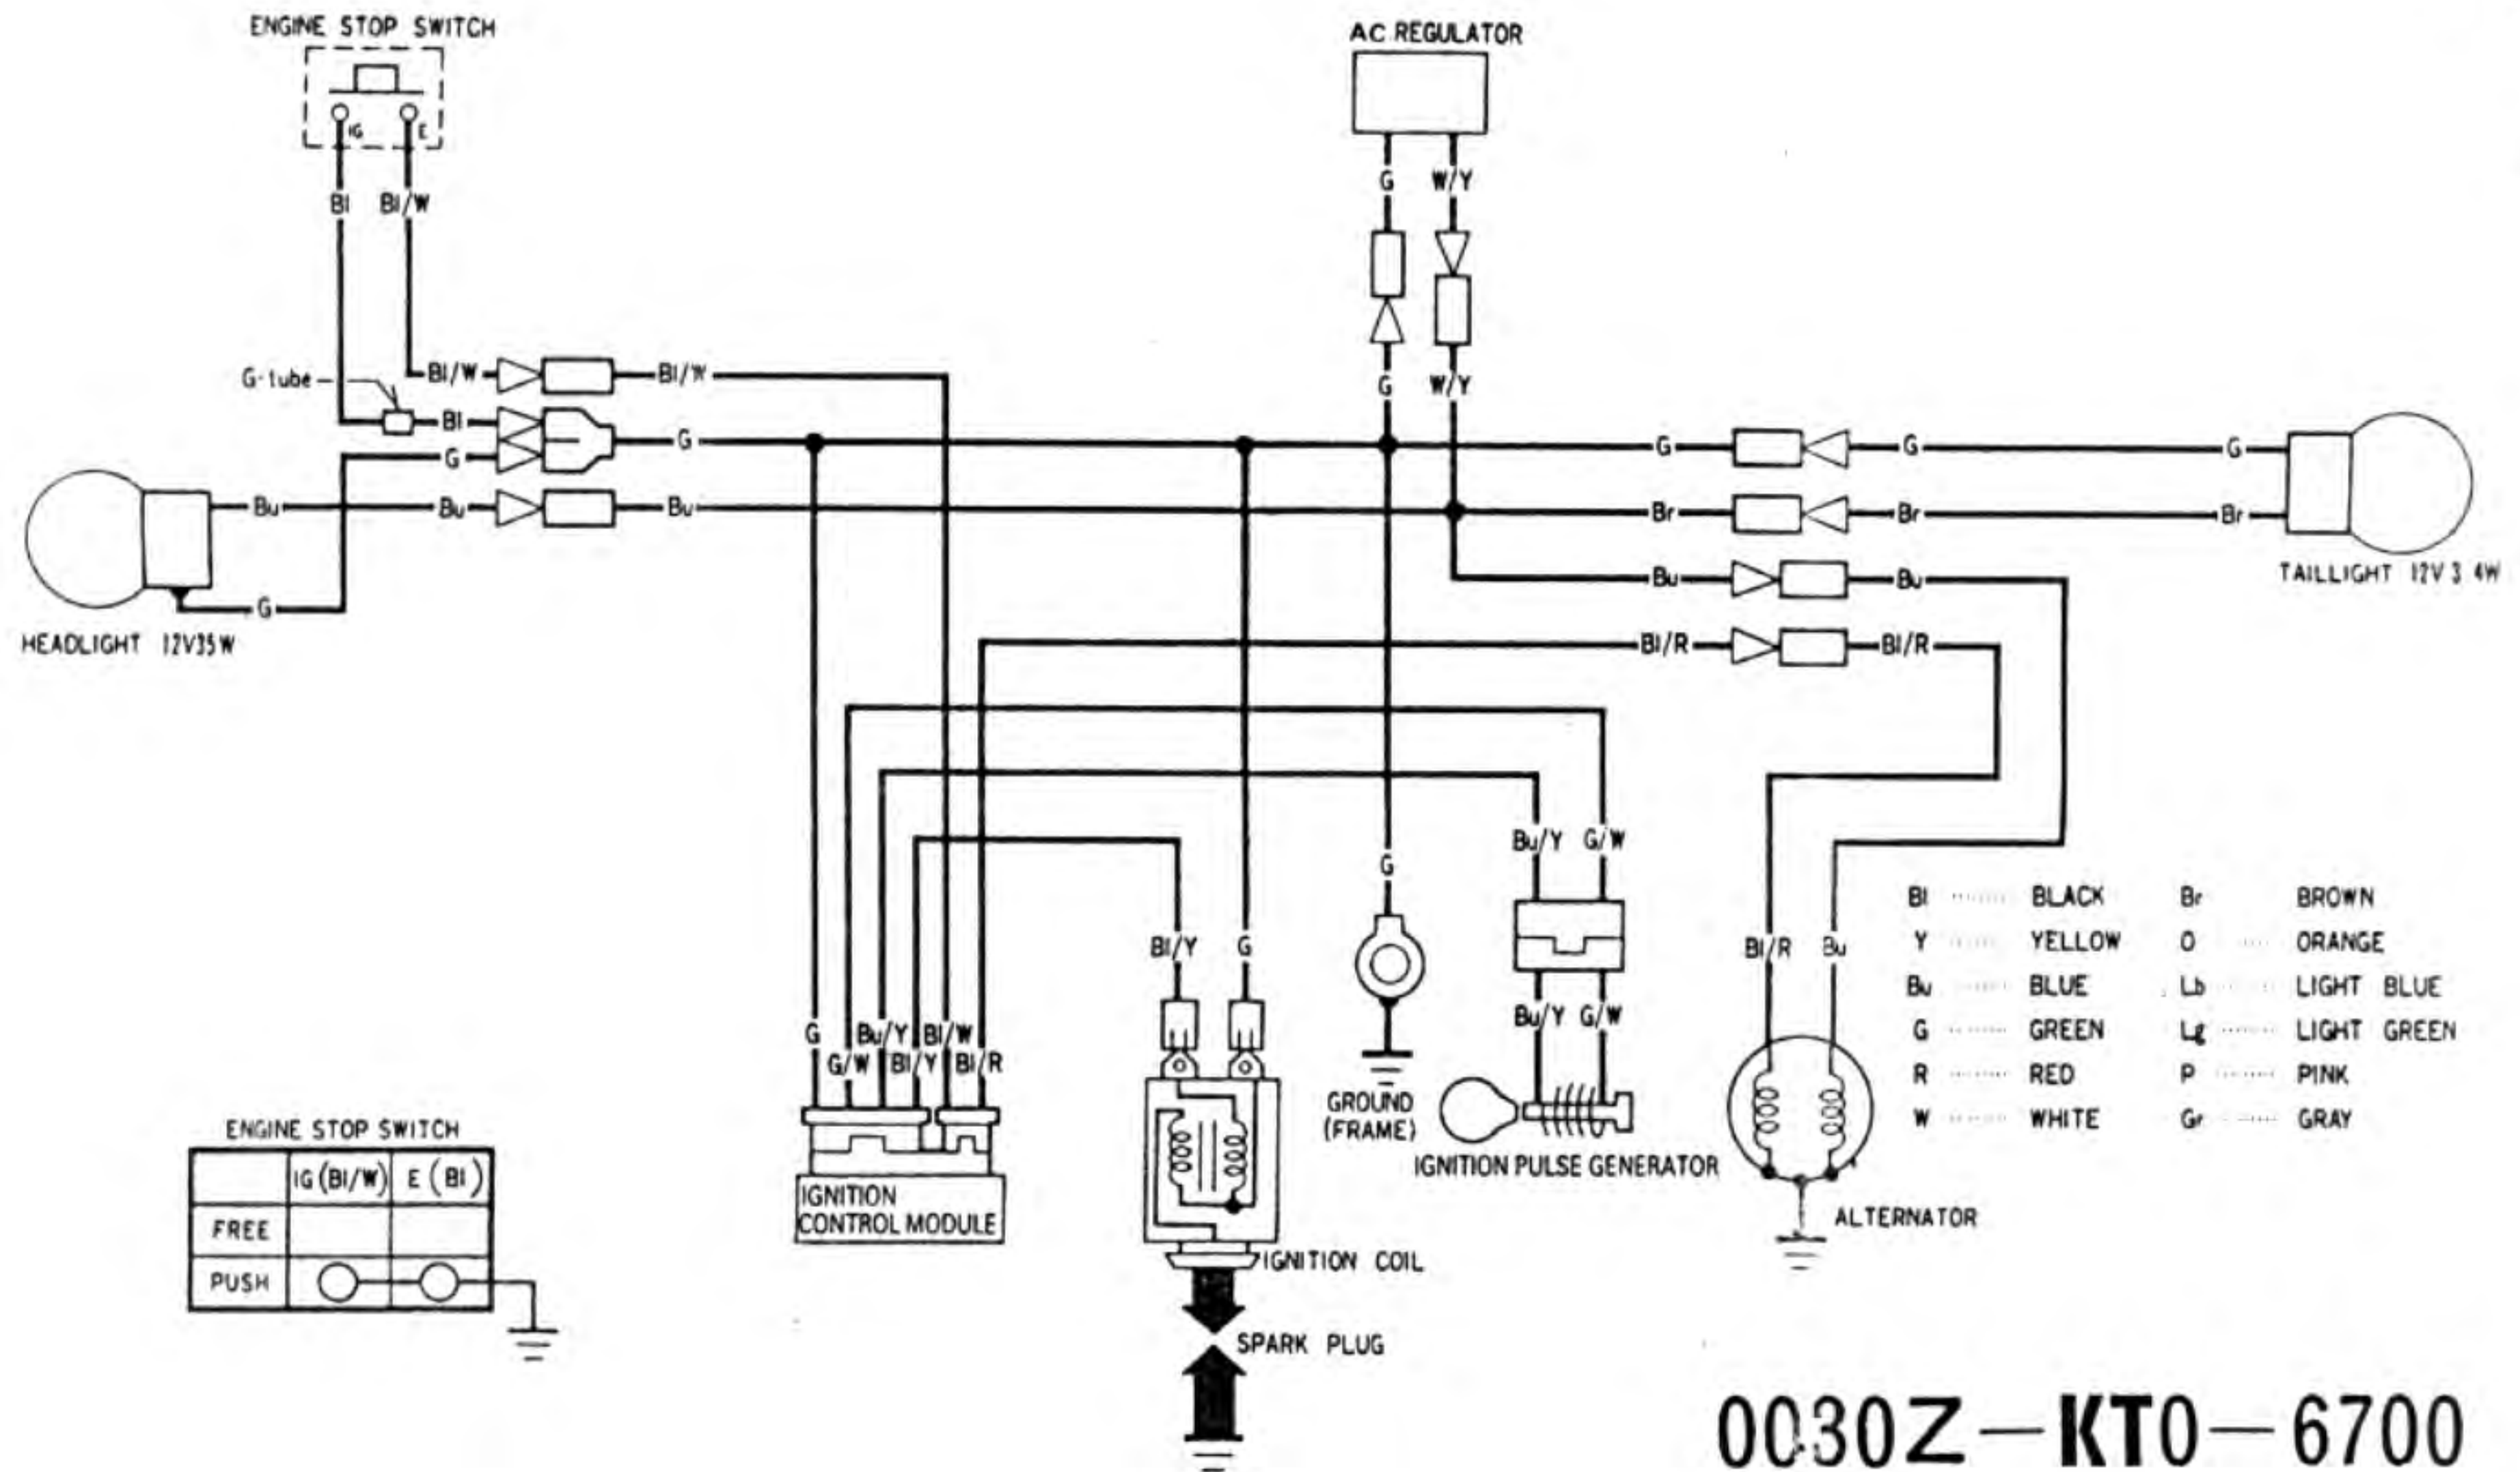 ENGINE STOP SWITCH
AC REGULATOR
IG
E
Bl
Bl/W
G
W/Y
G-tube
Bl/W
Bl/W
G
W/Y
Bl
G
G
G
G
G
Bu
Bu
Bu
Br
Br
Br
G
Bu
Bu
TAILLIGHT 12V 3.4W
HEADLIGHT 12V35W
Bl/R
Bl/R
Bu/Y
G/W
G
Bl/Y
G
Bl/R
Bu
Bl BLACK Br BROWN
Y YELLOW O ORANGE
Bu BLUE Lb LIGHT BLUE
G GREEN Lg LIGHT GREEN
R RED P PINK
W WHITE Gr GRAY
G
Bu/Y
Bl/W
Bu/Y
G/W
G/W
Bl/Y
Bl/R
GROUND
(FRAME)
IGNITION PULSE GENERATOR
ENGINE STOP SWITCH
IG (Bl/W) E (Bl)
FREE
PUSH
IGNITION
CONTROL MODULE
ALTERNATOR
IGNITION COIL
SPARK PLUG
0030Z-KT0-6700